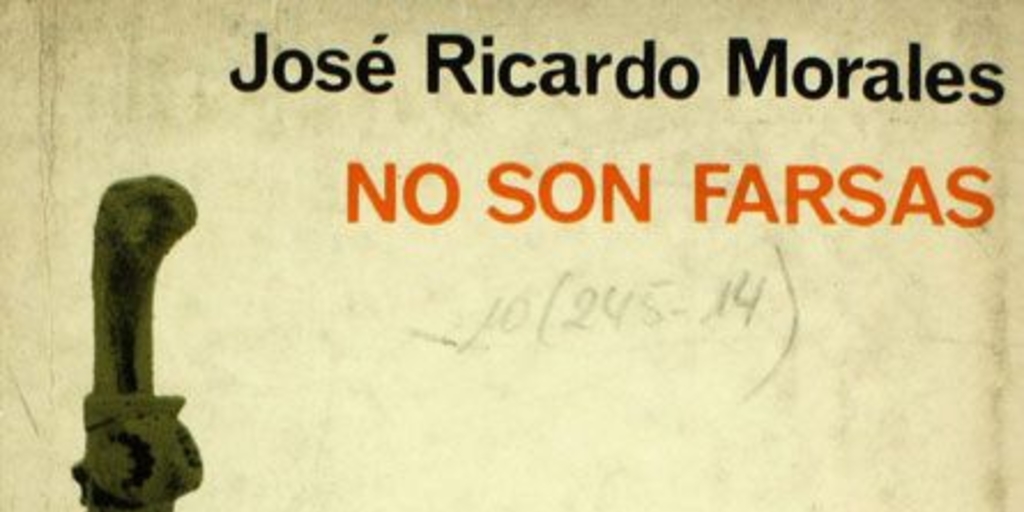 José Ricardo Morales
NO SON FARSAS
10 (245-14)